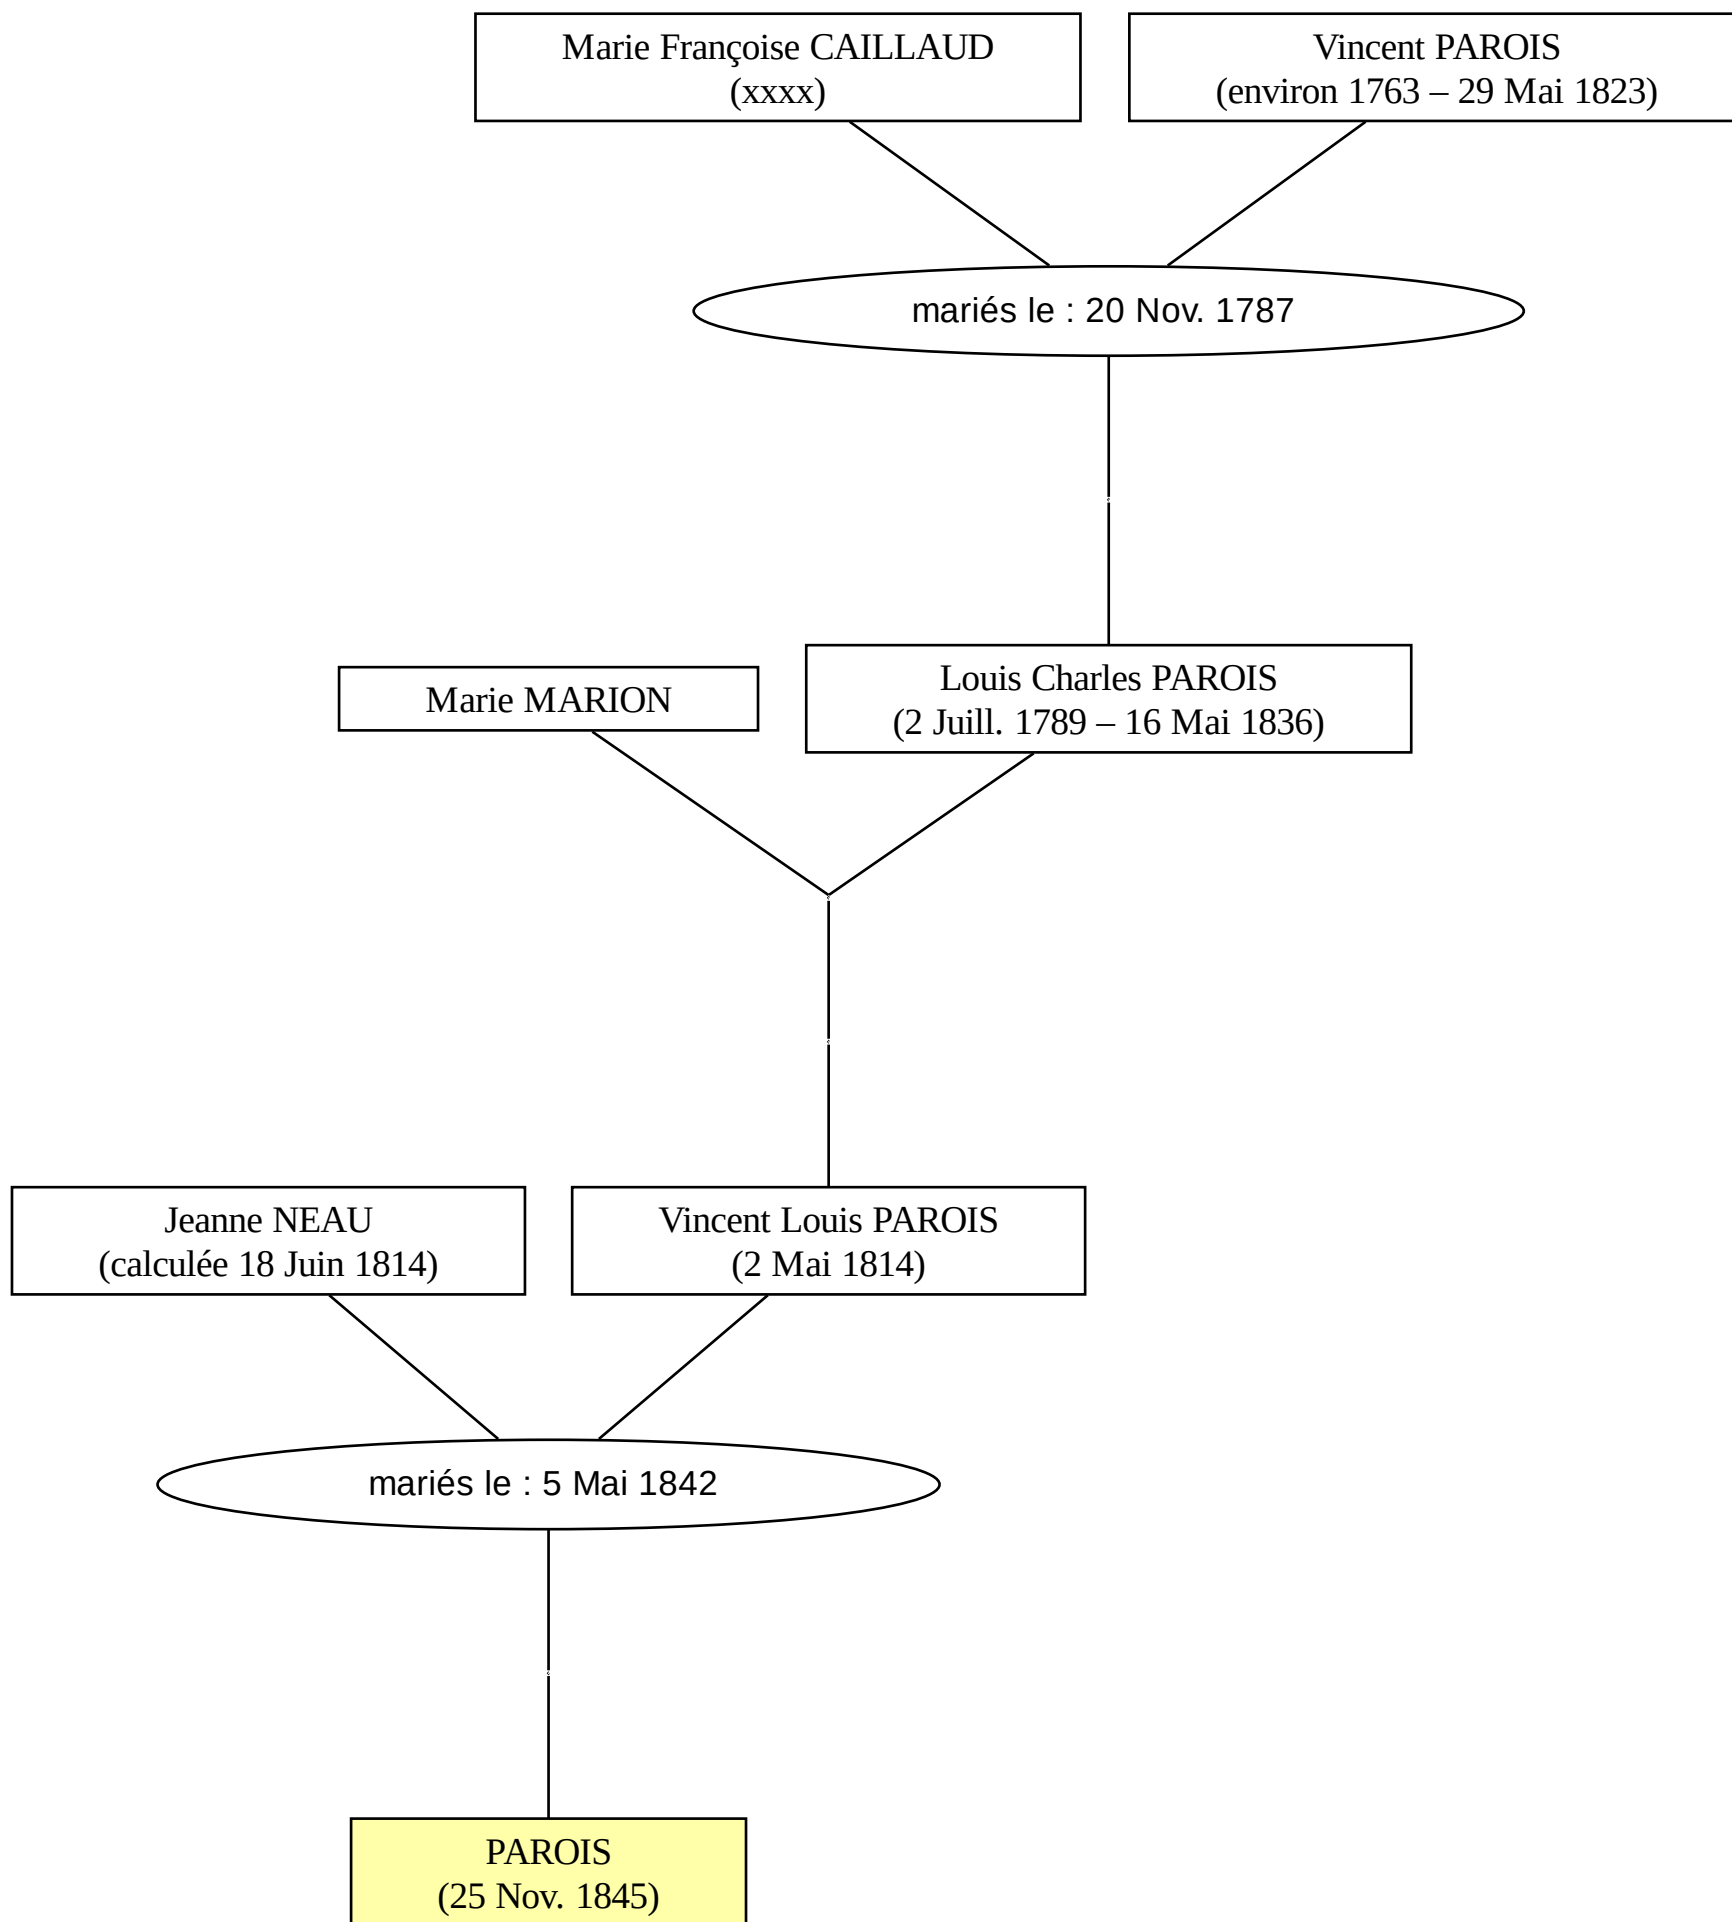 Marie Françoise CAILLAUD
(xxxx)
Vincent PAROIS
(environ 1763 – 29 Mai 1823)
mariés le : 20 Nov. 1787
Marie MARION
Louis Charles PAROIS
(2 Juill. 1789 – 16 Mai 1836)
Jeanne NEAU
(calculée 18 Juin 1814)
Vincent Louis PAROIS
(2 Mai 1814)
mariés le : 5 Mai 1842
PAROIS
(25 Nov. 1845)